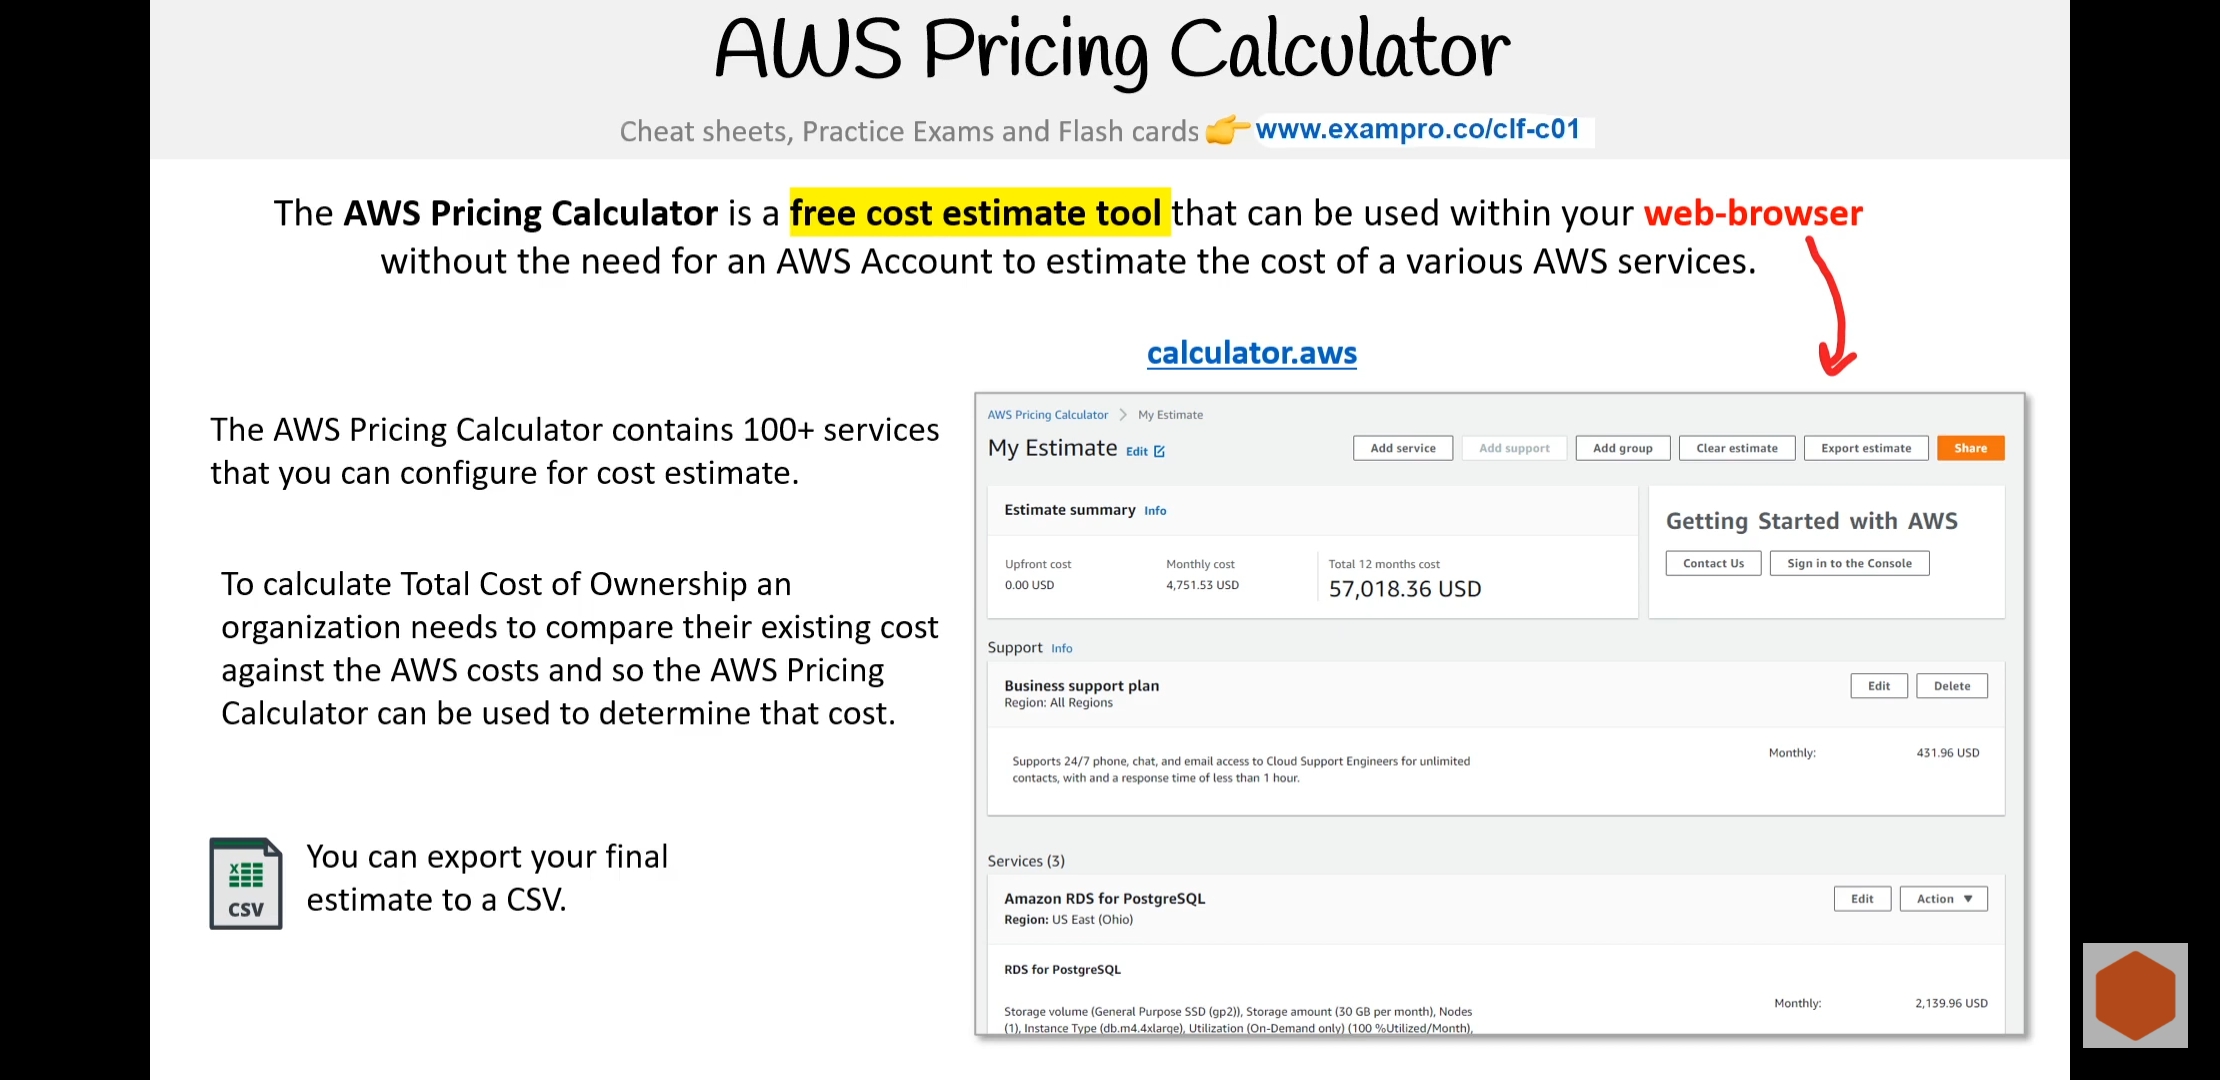 AWS Pricing Calculator
Cheat sheets, Practice Exams and Flash cards 👉 www.exampro.co/clf-c01
The AWS Pricing Calculator is a free cost estimate tool that can be used within your web-browser
without the need for an AWS Account to estimate the cost of a various AWS services.
calculator.aws
The AWS Pricing Calculator contains 100+ services
that you can configure for cost estimate.
To calculate Total Cost of Ownership an
organization needs to compare their existing cost
against the AWS costs and so the AWS Pricing
Calculator can be used to determine that cost.
CSV
You can export your final
estimate to a CSV.
AWS Pricing Calculator > My Estimate
My Estimate Edit
Add service Add support Add group Clear estimate Export estimate Share
Estimate summary Info
Upfront cost Monthly cost Total 12 months cost
0.00 USD 4,751.53 USD 57,018.36 USD
Getting Started with AWS
Contact Us Sign in to the Console
Support Info
Business support plan Edit Delete
Region: All Regions
Supports 24/7 phone, chat, and email access to Cloud Support Engineers for unlimited
contacts, with and a response time of less than 1 hour.
Monthly: 431.96 USD
Services (3)
Amazon RDS for PostgreSQL Edit Action ▼
Region: US East (Ohio)
RDS for PostgreSQL
Storage volume (General Purpose SSD (gp2)), Storage amount (30 GB per month), Nodes
(1), Instance Type (db.m4.4xlarge), Utilization (On-Demand only) (100 %Utilized/Month),
Monthly: 2,139.96 USD